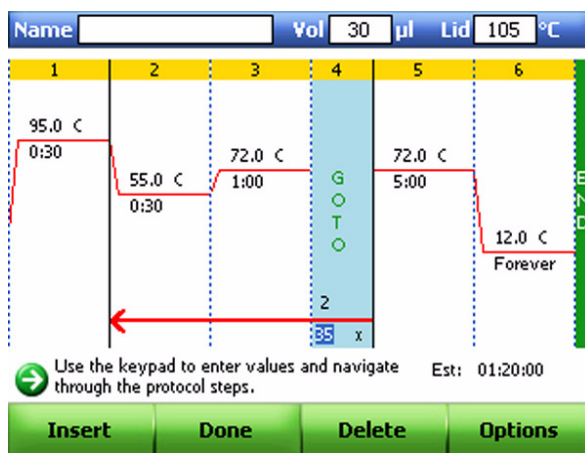 Name Vol 30 µl Lid 105 °C
1 2 3 4 5 6
95.0 C
0:30
55.0 C
0:30
72.0 C
1:00
GOTO
2
35 x
72.0 C
5:00
12.0 C
Forever
END
Use the keypad to enter values and navigate
through the protocol steps.
Est: 01:20:00
Insert Done Delete Options